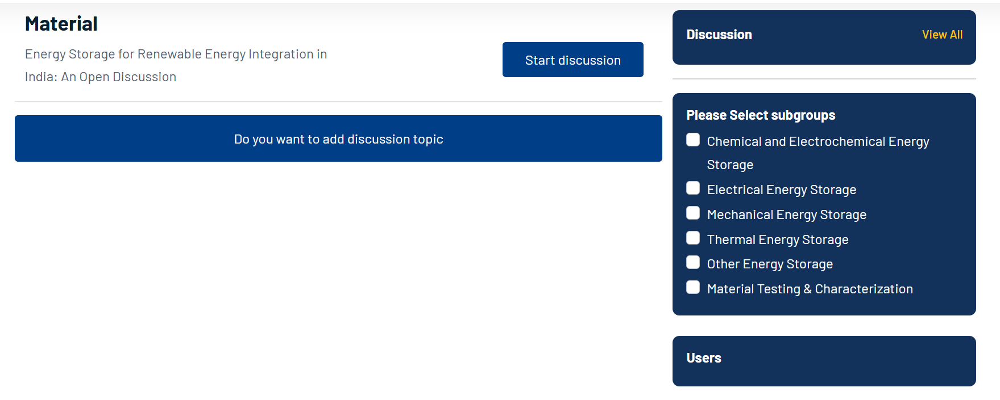 Material
Energy Storage for Renewable Energy Integration in
India: An Open Discussion
Start discussion
Do you want to add discussion topic
Discussion
View All
Please Select subgroups
Chemical and Electrochemical Energy
Storage
Electrical Energy Storage
Mechanical Energy Storage
Thermal Energy Storage
Other Energy Storage
Material Testing & Characterization
Users